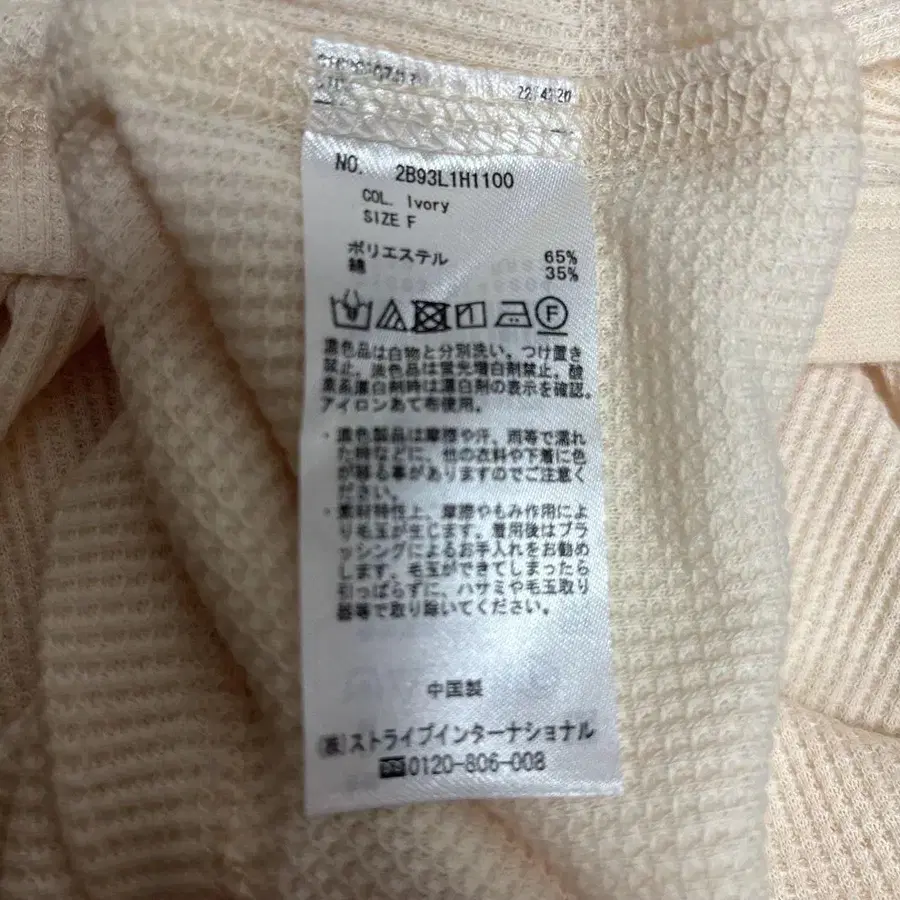 NO. 2B93L1H1100
COL. Ivory
SIZE F
ポリエステル 65%
綿 35%
F
濃色品は白物と分別洗い。つけ置き
禁止。淡色品は蛍光増白剤禁止。酸
素系漂白剤時は漂白剤の表示を確認。
アイロンあて布使用。
・濃色製品は摩擦や汗、雨等で濡れ
た時などに、他の衣料や下着に色
が移る事がありますのでご注意く
ださい。
・素材特性上、摩擦やもみ作用によ
り毛玉が生じます。着用後はブラ
ッシングによるお手入れをお勧め
します。毛玉ができてしまったら
引っぱらずに、ハサミや毛玉取り
器等で取り除いてください。
中国製
(株)ストライプインターナショナル
0120-806-008